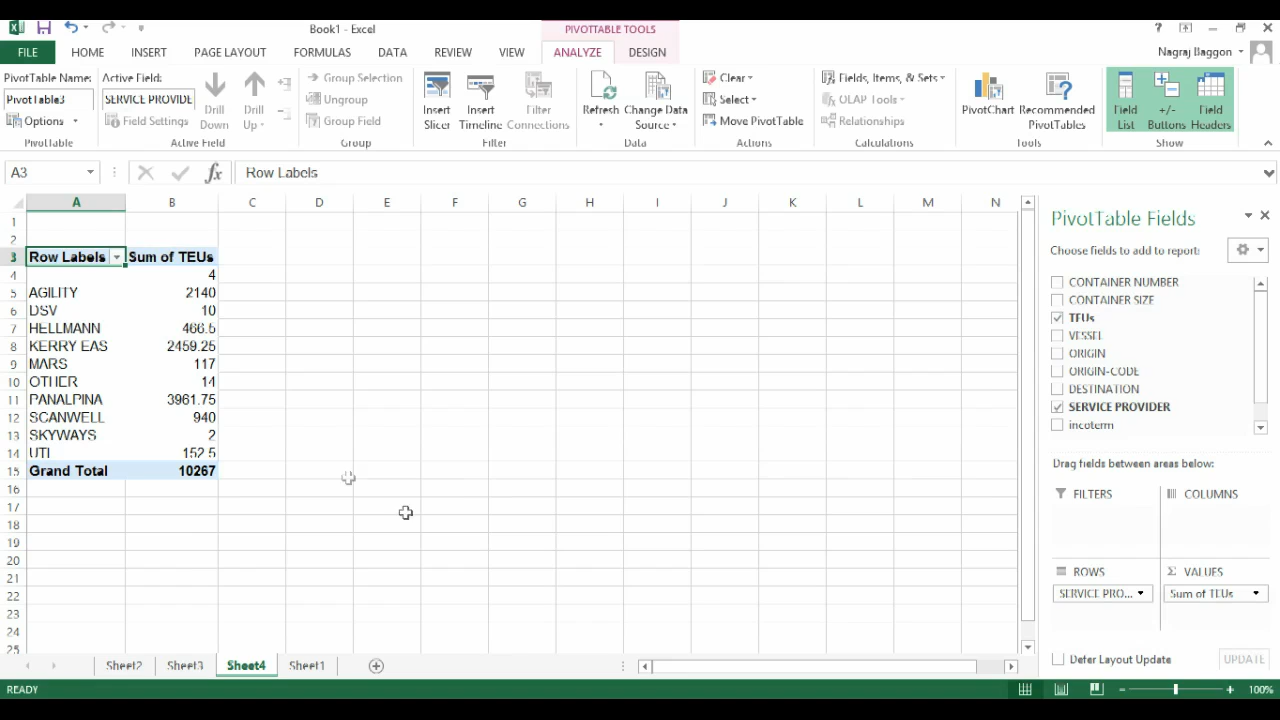 Book1 - Excel
PIVOTTABLE TOOLS
?
FILE HOME INSERT PAGE LAYOUT FORMULAS DATA REVIEW VIEW ANALYZE DESIGN
Nagraj Baggon
PivotTable Name:
PivotTable3
Options
PivotTable
Active Field:
SERVICE PROVIDE
Field Settings
Drill Down
Drill Up
Active Field
Group Selection
Ungroup
Group Field
Group
Insert Slicer
Insert Timeline
Filter Connections
Filter
Refresh
Change Data Source
Data
Clear
Select
Move PivotTable
Actions
Fields, Items, & Sets
OLAP Tools
Relationships
Calculations
PivotChart
Recommended PivotTables
Tools
Field List
+/- Buttons
Field Headers
Show
A3 fx Row Labels
A B C D E F G H I J K L M N
1
2
3 Row Labels Sum of TEUs
4 4
5 AGILITY 2140
6 DSV 10
7 HELLMANN 466.5
8 KERRY EAS 2459.25
9 MARS 117
10 OTHER 14
11 PANALPINA 3961.75
12 SCANWELL 940
13 SKYWAYS 2
14 UTI 152.5
15 Grand Total 10267
16
17
18
19
20
21
22
23
24
25
PivotTable Fields
Choose fields to add to report:
CONTAINER NUMBER
CONTAINER SIZE
TEUs
VESSEL
ORIGIN
ORIGIN-CODE
DESTINATION
SERVICE PROVIDER
incoterm
Drag fields between areas below:
FILTERS COLUMNS
ROWS Σ VALUES
SERVICE PRO... Sum of TEUs
Defer Layout Update UPDATE
Sheet2 Sheet3 Sheet4 Sheet1
READY 100%